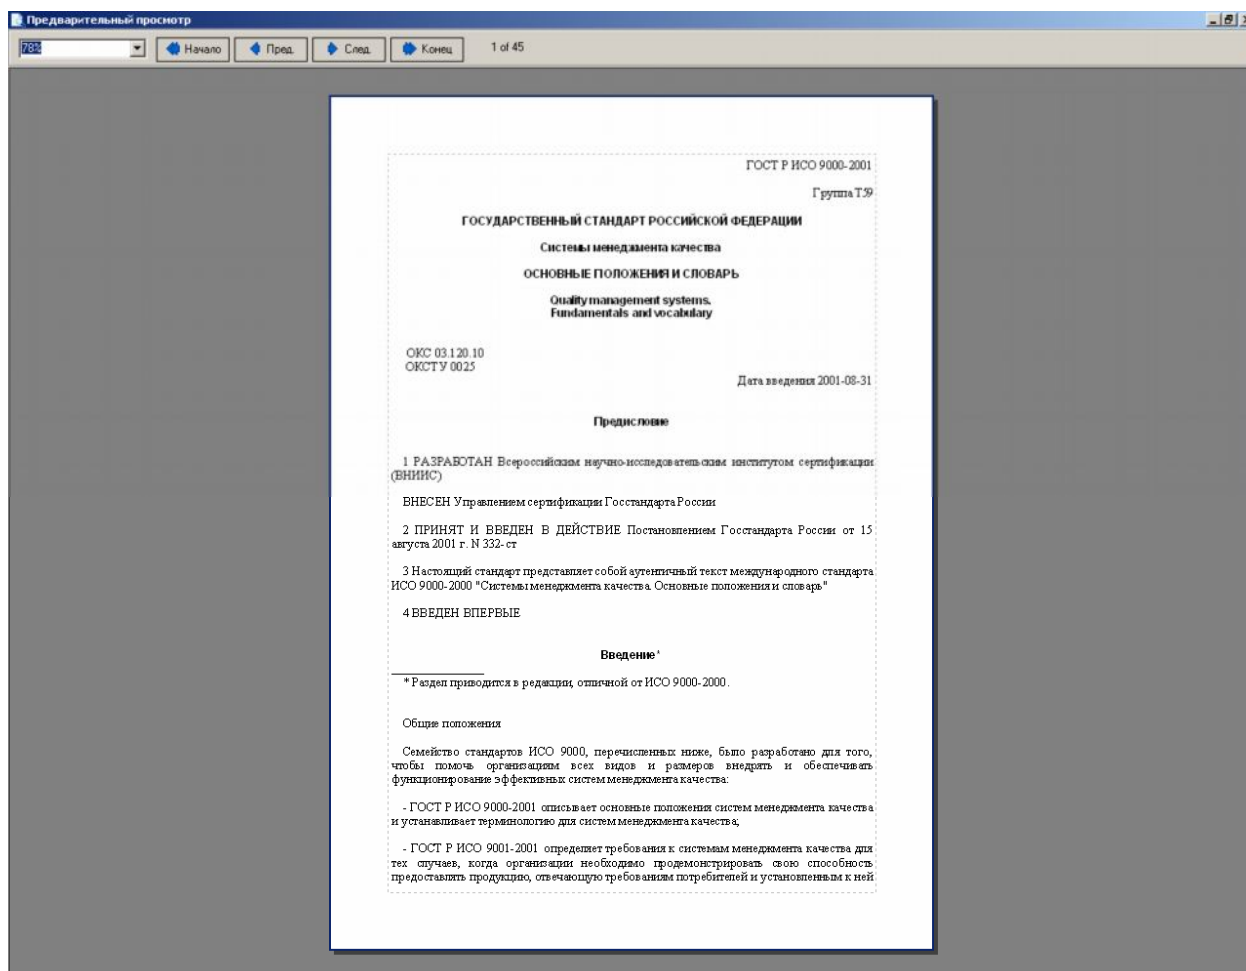 Предварительный просмотр
78%
Начало
Пред.
След.
Конец
1 of 45
ГОСТ Р ИСО 9000-2001
Группа Т59
ГОСУДАРСТВЕННЫЙ СТАНДАРТ РОССИЙСКОЙ ФЕДЕРАЦИИ
Системы менеджмента качества
ОСНОВНЫЕ ПОЛОЖЕНИЯ И СЛОВАРЬ
Quality management systems.
Fundamentals and vocabulary
ОКС 03.120.10
ОКСТУ 0025
Дата введения 2001-08-31
Предисловие
1 РАЗРАБОТАН Всероссийским научно-исследовательским институтом сертификации
(ВНИИС)
ВНЕСЕН Управлением сертификации Госстандарта России
2 ПРИНЯТ И ВВЕДЕН В ДЕЙСТВИЕ Постановлением Госстандарта России от 15
августа 2001 г. N 332-ст
3 Настоящий стандарт представляет собой аутентичный текст международного стандарта
ИСО 9000-2000 "Системы менеджмента качества. Основные положения и словарь"
4 ВВЕДЕН ВПЕРВЫЕ
Введение*
* Раздел приводится в редакции, отличной от ИСО 9000-2000.
Общие положения
Семейство стандартов ИСО 9000, перечисленных ниже, было разработано для того,
чтобы помочь организациям всех видов и размеров внедрять и обеспечивать
функционирование эффективных систем менеджмента качества:
- ГОСТ Р ИСО 9000-2001 описывает основные положения систем менеджмента качества
и устанавливает терминологию для систем менеджмента качества;
- ГОСТ Р ИСО 9001-2001 определяет требования к системам менеджмента качества для
тех случаев, когда организации необходимо продемонстрировать свою способность
предоставлять продукцию, отвечающую требованиям потребителей и установленным к ней